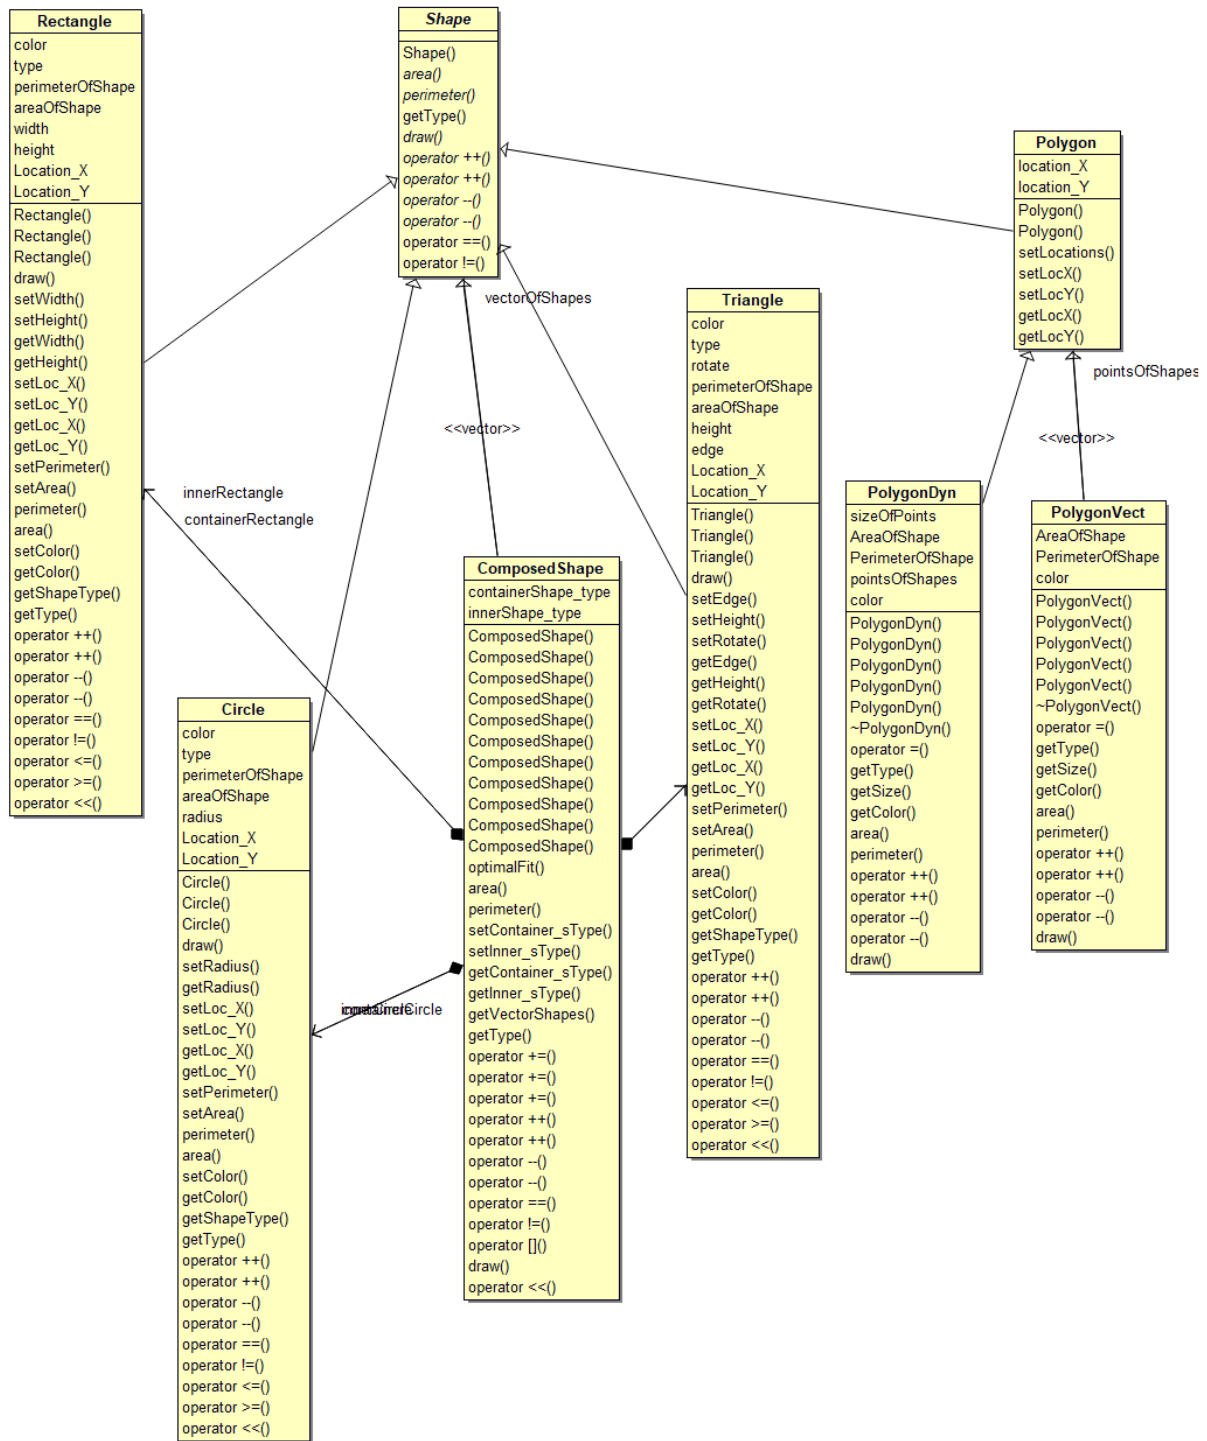 Rectangle
color
type
perimeterOfShape
areaOfShape
width
height
Location_X
Location_Y
Rectangle()
Rectangle()
Rectangle()
draw()
setWidth()
setHeight()
getWidth()
getHeight()
setLoc_X()
setLoc_Y()
getLoc_X()
getLoc_Y()
setPerimeter()
setArea()
perimeter()
area()
setColor()
getColor()
getShapeType()
getType()
operator ++()
operator ++()
operator --()
operator --()
operator ==()
operator !=()
operator <=()
operator >=()
operator <<()
Shape
Shape()
area()
perimeter()
getType()
draw()
operator ++()
operator ++()
operator --()
operator --()
operator ==()
operator !=()
vectorOfShapes
<<vector>>
innerRectangle
containerRectangle
Polygon
location_X
location_Y
Polygon()
Polygon()
setLocations()
setLocX()
setLocY()
getLocX()
getLocY()
pointsOfShapes
<<vector>>
Triangle
color
type
rotate
perimeterOfShape
areaOfShape
height
edge
Location_X
Location_Y
Triangle()
Triangle()
Triangle()
draw()
setEdge()
setHeight()
setRotate()
getEdge()
getHeight()
getRotate()
setLoc_X()
setLoc_Y()
getLoc_X()
getLoc_Y()
setPerimeter()
setArea()
perimeter()
area()
setColor()
getColor()
getShapeType()
getType()
operator ++()
operator ++()
operator --()
operator --()
operator ==()
operator !=()
operator <=()
operator >=()
operator <<()
PolygonDyn
sizeOfPoints
AreaOfShape
PerimeterOfShape
pointsOfShapes
color
PolygonDyn()
PolygonDyn()
PolygonDyn()
PolygonDyn()
PolygonDyn()
~PolygonDyn()
operator =()
getType()
getSize()
getColor()
area()
perimeter()
operator ++()
operator ++()
operator --()
operator --()
draw()
PolygonVect
AreaOfShape
PerimeterOfShape
color
PolygonVect()
PolygonVect()
PolygonVect()
PolygonVect()
PolygonVect()
~PolygonVect()
operator =()
getType()
getSize()
getColor()
area()
perimeter()
operator ++()
operator ++()
operator --()
operator --()
draw()
ComposedShape
containerShape_type
innerShape_type
ComposedShape()
ComposedShape()
ComposedShape()
ComposedShape()
ComposedShape()
ComposedShape()
ComposedShape()
ComposedShape()
ComposedShape()
ComposedShape()
ComposedShape()
optimalFit()
area()
perimeter()
setContainer_sType()
setInner_sType()
getContainer_sType()
getInner_sType()
getVectorShapes()
getType()
operator +=()
operator +=()
operator +=()
operator ++()
operator ++()
operator --()
operator --()
operator ==()
operator !=()
operator []()
draw()
operator <<()
Circle
color
type
perimeterOfShape
areaOfShape
radius
Location_X
Location_Y
Circle()
Circle()
Circle()
draw()
setRadius()
getRadius()
setLoc_X()
setLoc_Y()
getLoc_X()
getLoc_Y()
setPerimeter()
setArea()
perimeter()
area()
setColor()
getColor()
getShapeType()
getType()
operator ++()
operator ++()
operator --()
operator --()
operator ==()
operator !=()
operator <=()
operator >=()
operator <<()